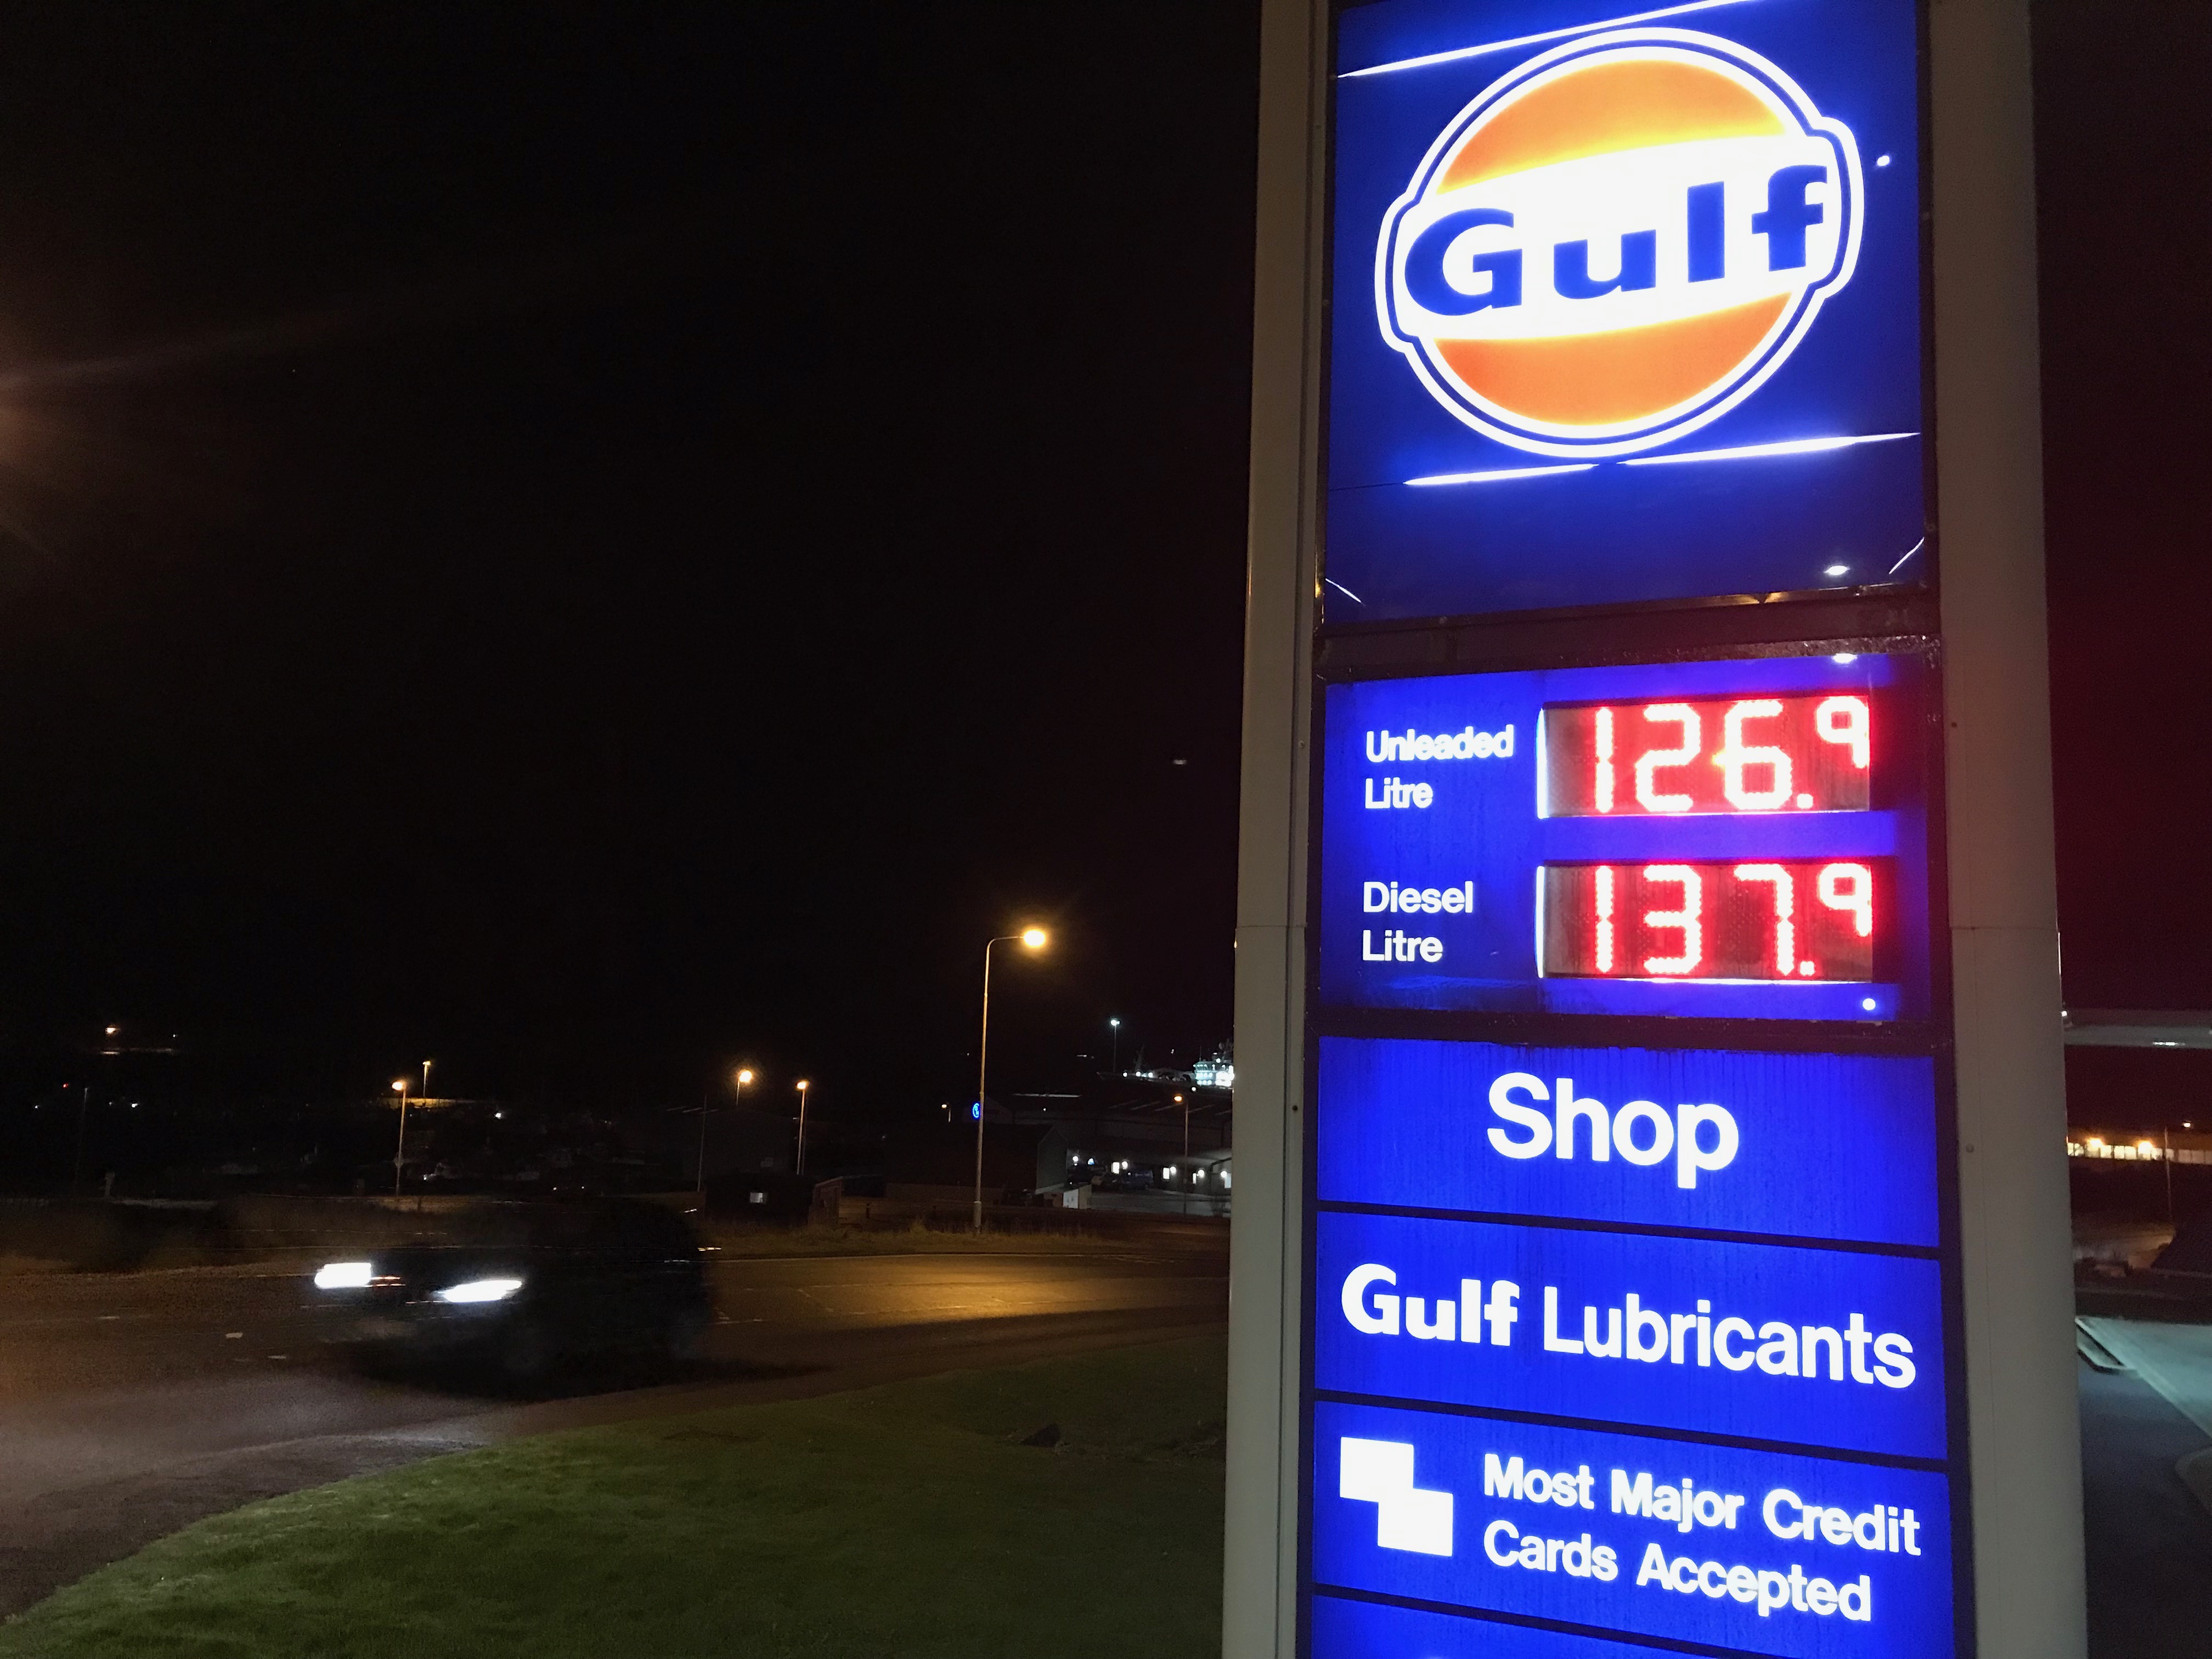 Gulf
Unleaded
Litre
126.9
Diesel
Litre
137.9
Shop
Gulf Lubricants
Most Major Credit
Cards Accepted